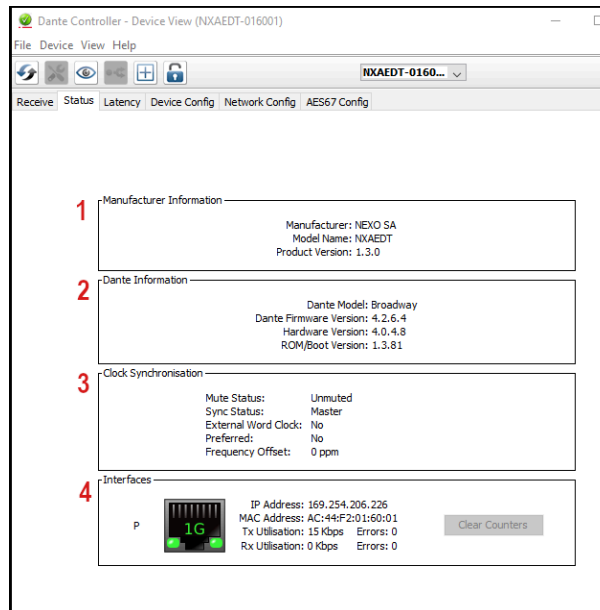 Dante Controller - Device View (NXAEDT-016001)
File Device View Help
NXAEDT-0160...
Receive Status Latency Device Config Network Config AES67 Config
1
Manufacturer Information
Manufacturer: NEXO SA
Model Name: NXAEDT
Product Version: 1.3.0
2
Dante Information
Dante Model: Broadway
Dante Firmware Version: 4.2.6.4
Hardware Version: 4.0.4.8
ROM/Boot Version: 1.3.81
3
Clock Synchronisation
Mute Status: Unmuted
Sync Status: Master
External Word Clock: No
Preferred: No
Frequency Offset: 0 ppm
4
Interfaces
P
1G
IP Address: 169.254.206.226
MAC Address: AC:44:F2:01:60:01
Tx Utilisation: 15 Kbps Errors: 0
Rx Utilisation: 0 Kbps Errors: 0
Clear Counters